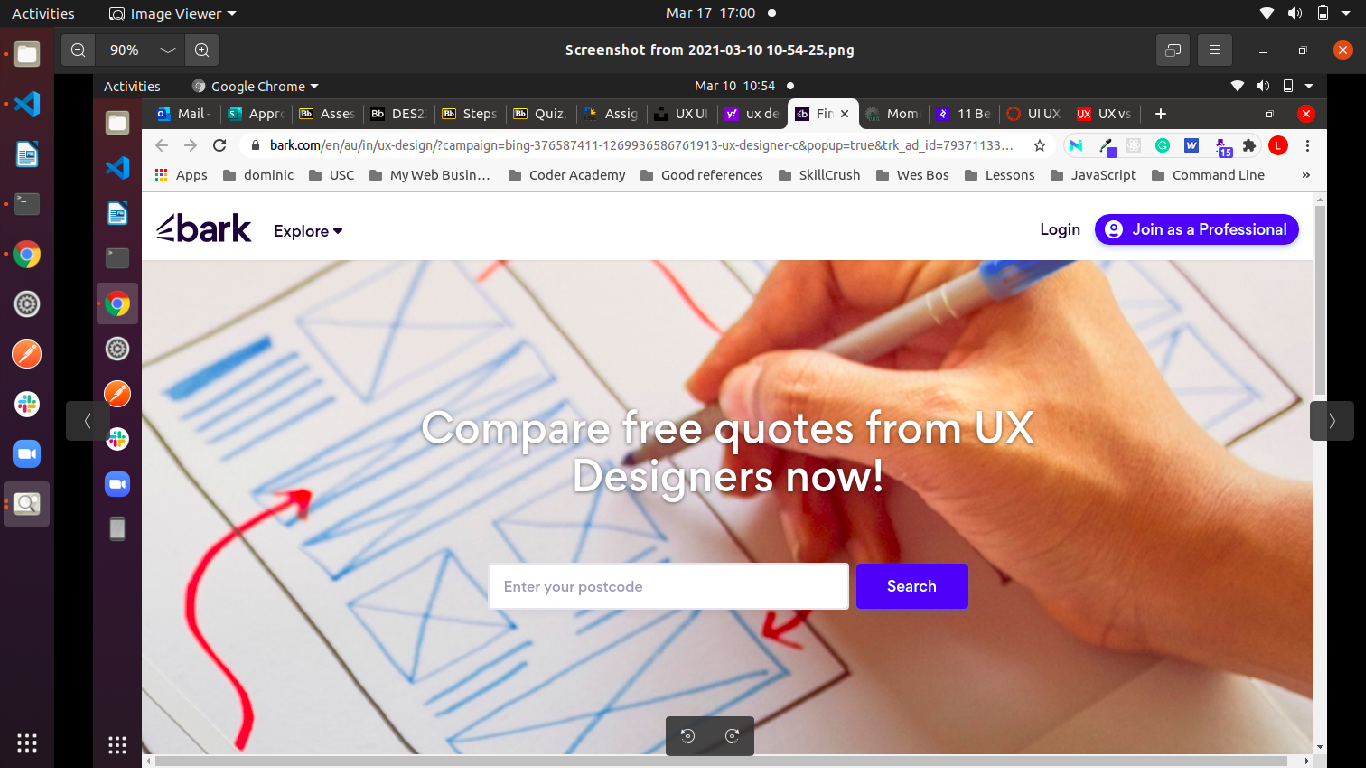 Activities
Image Viewer
Mar 17 17:00
90%
Screenshot from 2021-03-10 10-54-25.png
Activities
Google Chrome
Mar 10 10:54
Mail -
Appro
Asses
DES2
Steps
Quiz,
Assig
UX UI
ux de
Fin
Mom
11 Be
UI UX
UX vs
bark.com/en/au/in/ux-design/?campaign=bing-376587411-1269936586761913-ux-designer-c&popup=true&trk_ad_id=79371133...
15
L
Apps
dominic
USC
My Web Busin...
Coder Academy
Good references
SkillCrush
Wes Bos
Lessons
JavaScript
Command Line
»
bark
Explore
Login
Join as a Professional
Compare free quotes from UX
Designers now!
Enter your postcode
Search